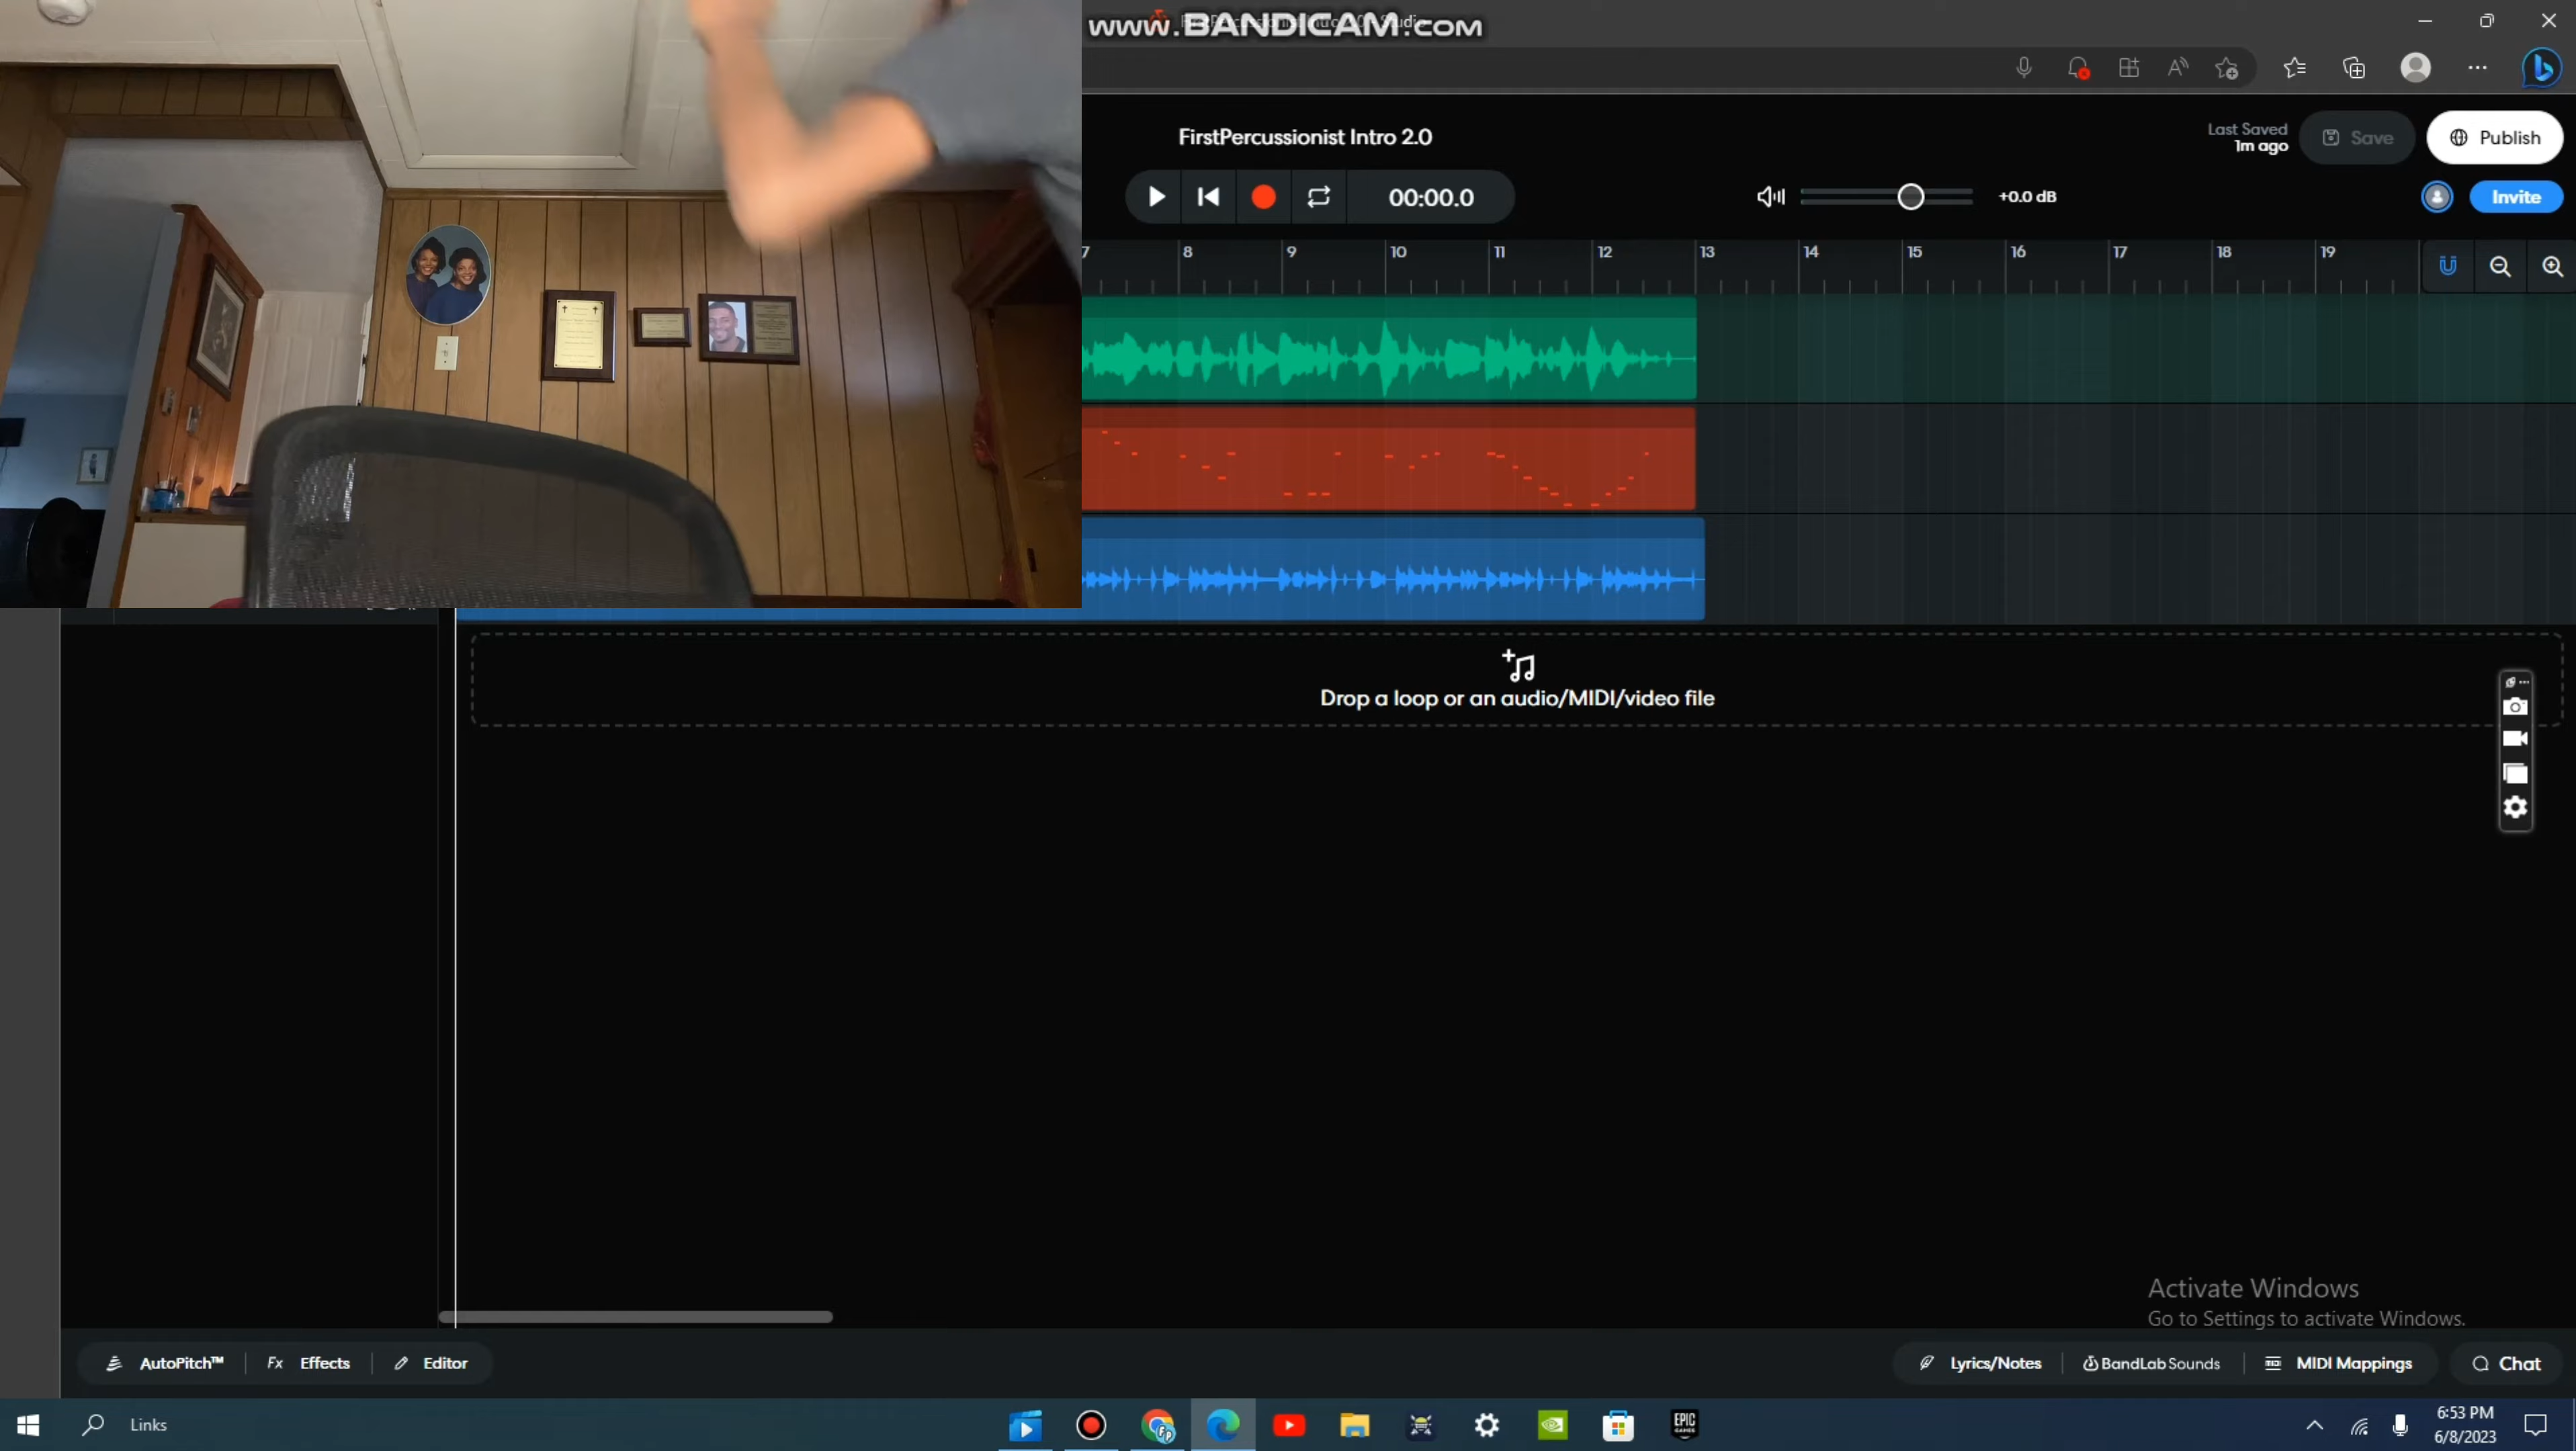 www.BANDICAM.com
FirstPercussionist Intro 2.0
Last Saved
1m ago
Save
Publish
00:00.0
+0.0 dB
Invite
7 8 9 10 11 12 13 14 15 16 17 18 19
Drop a loop or an audio/MIDI/video file
Activate Windows
Go to Settings to activate Windows.
AutoPitch™
Fx Effects
Editor
Lyrics/Notes
BandLab Sounds
MIDI Mappings
Chat
Links
Fp
EPIC
GAMES
6:53 PM
6/8/2023